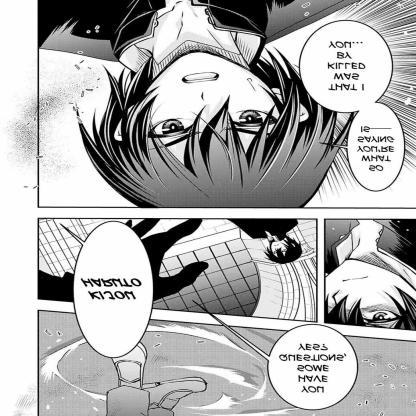 YOU
HAVE
SOME
QUESTIONS,
YES?
KIJOU
HARUTO
SO
WHAT
YOU'RE
SAYING
IS——
THAT I
WAS
KILLED
BY
YOU...